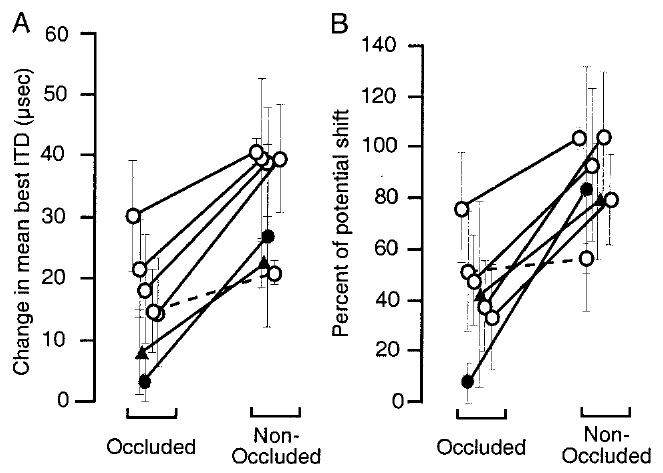 A
Change in mean best ITD (μsec)
60
50
40
30
20
10
0
Occluded
Non-
Occluded
B
Percent of potential shift
140
120
100
80
60
40
20
0
Occluded
Non-
Occluded